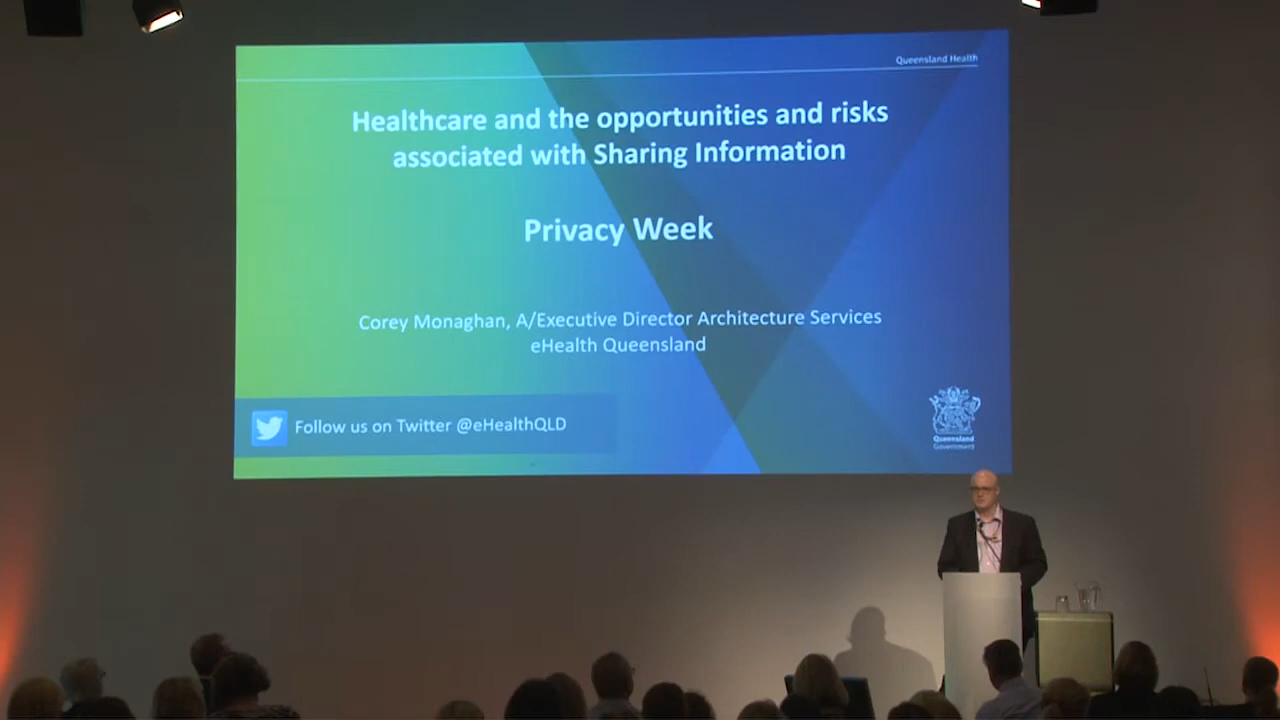 Queensland Health
Healthcare and the opportunities and risks
associated with Sharing Information
Privacy Week
Corey Monaghan, A/Executive Director Architecture Services
eHealth Queensland
Follow us on Twitter @eHealthQLD
Queensland
Government